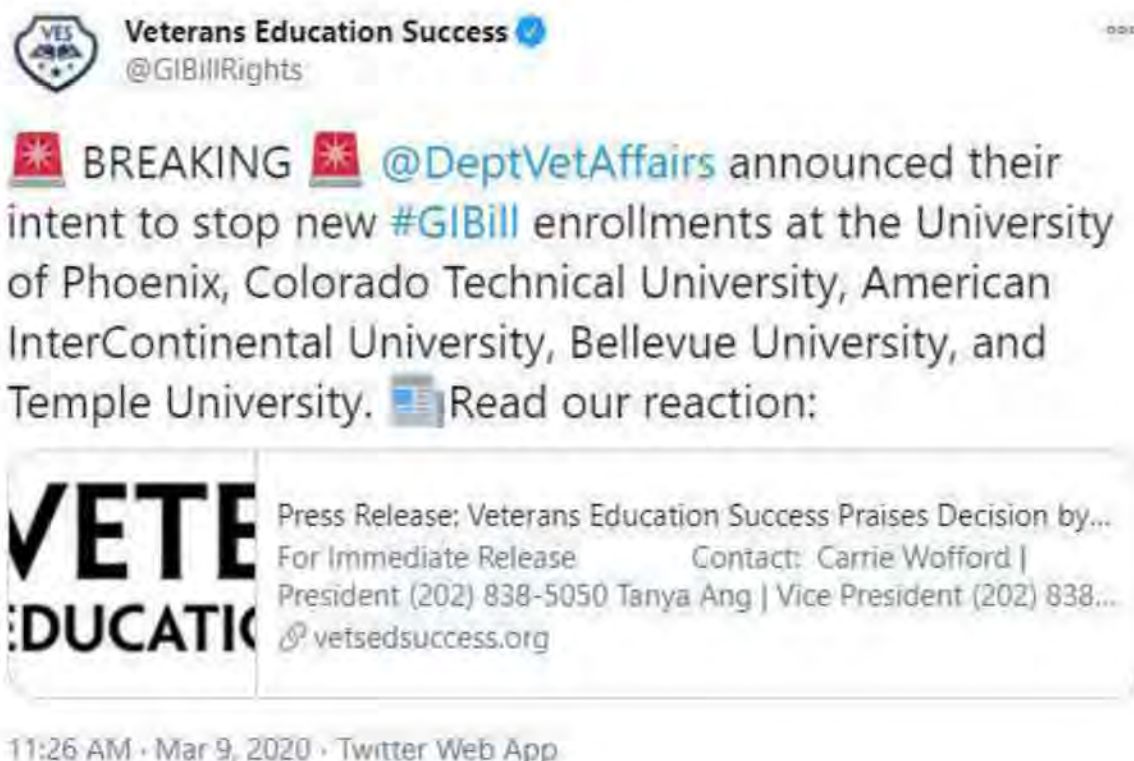 VES
Veterans Education Success
@GIBillRights
BREAKING @DeptVetAffairs announced their
intent to stop new #GIBill enrollments at the University
of Phoenix, Colorado Technical University, American
InterContinental University, Bellevue University, and
Temple University. Read our reaction:
VETE
EDUCATI
Press Release: Veterans Education Success Praises Decision by...
For Immediate Release Contact: Carrie Wofford |
President (202) 838-5050 Tanya Ang | Vice President (202) 838...
vetsedsuccess.org
11:26 AM · Mar 9, 2020 · Twitter Web App